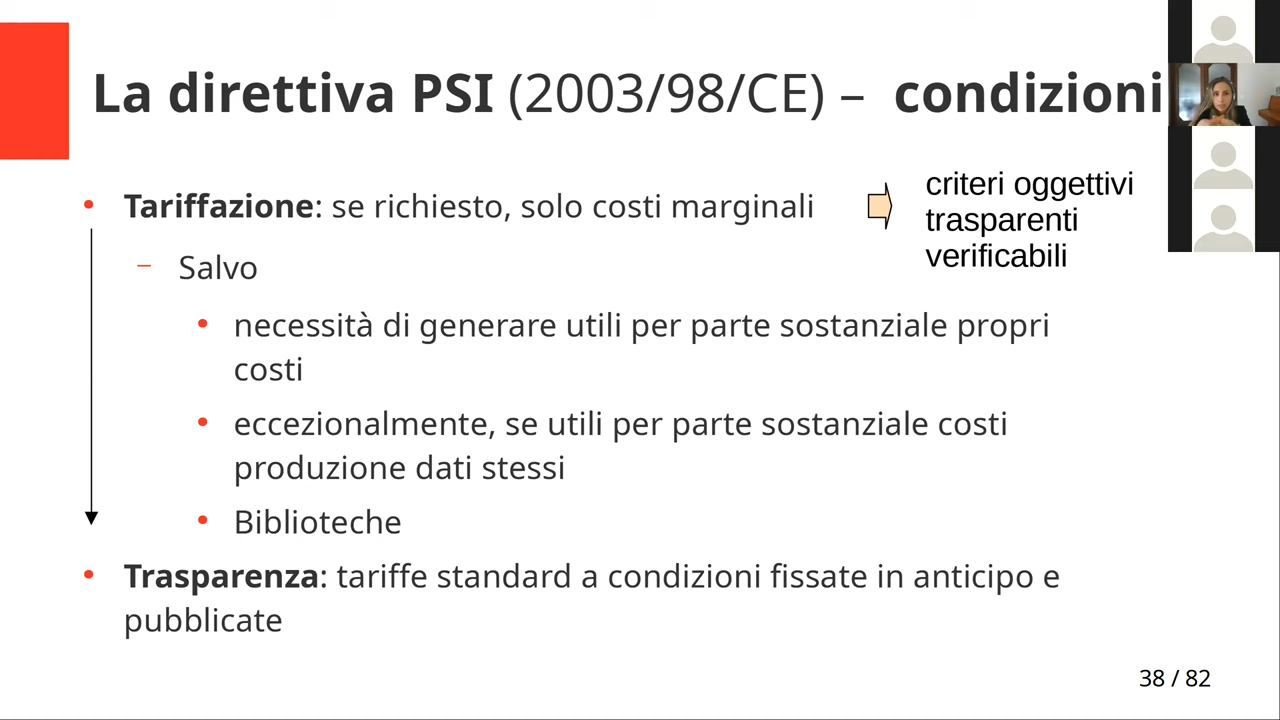 La direttiva PSI (2003/98/CE) – condizioni
• Tariffazione: se richiesto, solo costi marginali
criteri oggettivi
trasparenti
verificabili
– Salvo
• necessità di generare utili per parte sostanziale propri
costi
• eccezionalmente, se utili per parte sostanziale costi
produzione dati stessi
• Biblioteche
• Trasparenza: tariffe standard a condizioni fissate in anticipo e
pubblicate
38 / 82